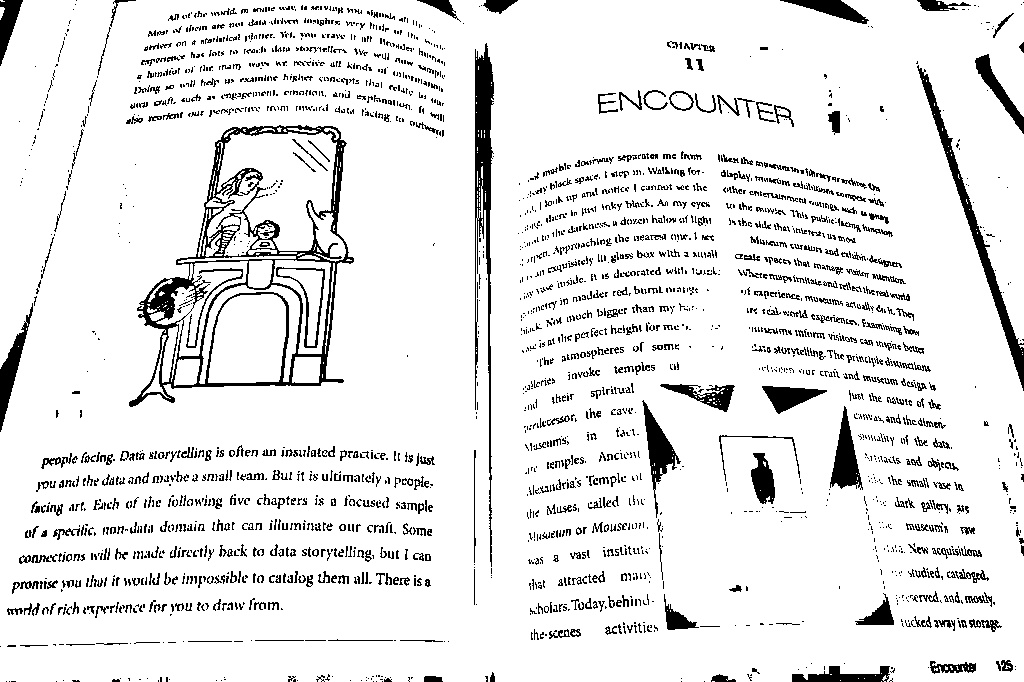 All of the world, in some way, is serving you signals all the
Most of them are not data-driven insights; very little of the
arrives on a statistical platter. Yet, you crave it all. Broader human
experience has lots to teach data storytellers. We will now sample
a handful of the many ways we receive all kinds of information.
Doing so will help us examine higher concepts that relate to our
own craft, such as engagement, emotion, and explanation. It will
also reorient our perspective from inward data facing to outward
people facing. Data storytelling is often an insulated practice. It is just
you and the data and maybe a small team. But it is ultimately a people-
facing art. Each of the following five chapters is a focused sample
of a specific, non-data domain that can illuminate our craft. Some
connections will be made directly back to data storytelling, but I can
promise you that it would be impossible to catalog them all. There is a
world of rich experience for you to draw from.
CHAPTER
11
ENCOUNTER
marble doorway separates me from
black space. I step in. Walking for-
I look up and notice I cannot see the
there is just inky black. As my eyes
to the darkness, a dozen halos of light
Approaching the nearest one, I see
an exquisitely lit glass box with a small
vase inside. It is decorated with
in madder red, burnt orange
Not much bigger than my
is at the perfect height for me
The atmospheres of some
galleries invoke temples of
and their spiritual
predecessor, the cave.
Museums, in fact,
are temples. Ancient
Alexandria's Temple of
the Muses, called the
Musaeum or Mouseion,
was a vast institute
that attracted many
scholars. Today, behind-
the-scenes activities
liken the museum to a library or archive. On
display, museum exhibitions compete with
other entertainment outings, such as going
to the movies. This public-facing function
is the side that interests us most.
Museum curators and exhibit-designers
create spaces that manage visitor attention.
Where maps imitate and reflect the real world
of experience, museums actually do it. They
are real-world experiences. Examining how
museums inform visitors can inspire better
data storytelling. The principle distinctions
between our craft and museum design is
just the nature of the
canvas, and the dimen-
sionality of the data.
Artifacts and objects,
like the small vase in
the dark gallery, are
the museum's raw
data. New acquisitions
are studied, cataloged,
preserved, and, mostly,
tucked away in storage.
Encounter 125